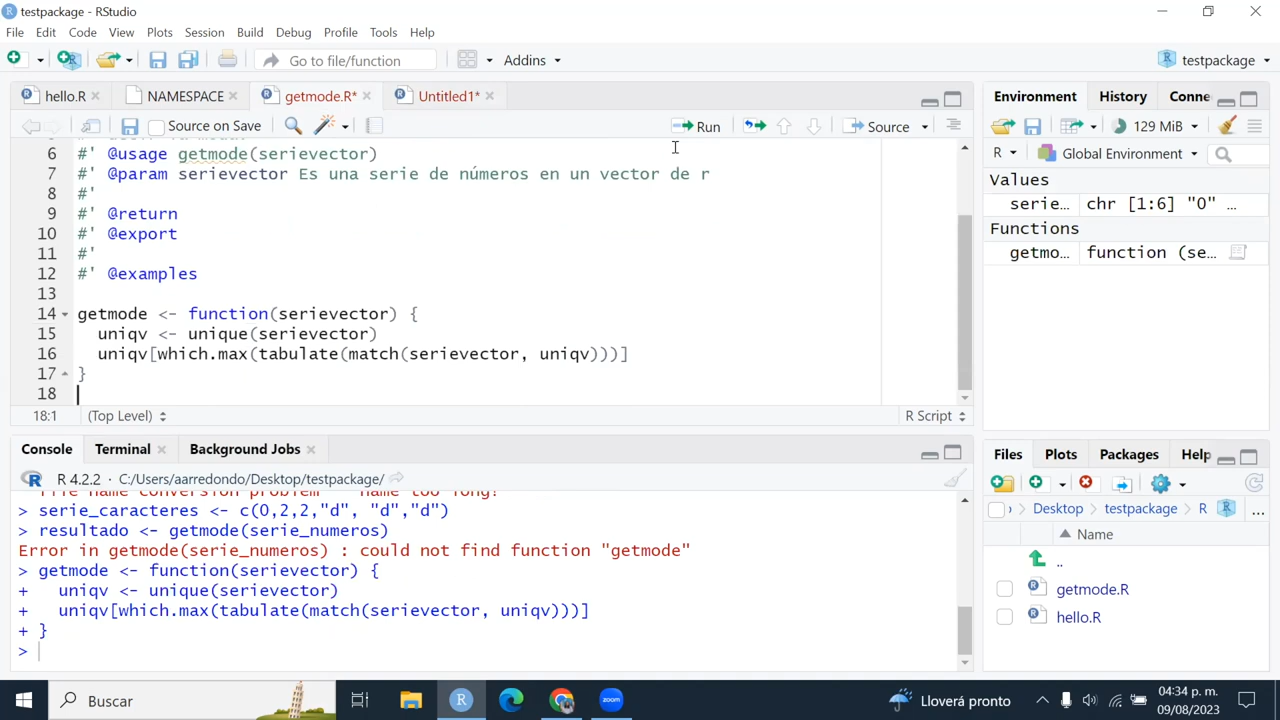 testpackage - RStudio
File Edit Code View Plots Session Build Debug Profile Tools Help
Go to file/function Addins testpackage
hello.R NAMESPACE getmode.R* Untitled1*
Source on Save Run Source
6 #' @usage getmode(serievector)
7 #' @param serievector Es una serie de números en un vector de r
8 #'
9 #' @return
10 #' @export
11 #'
12 #' @examples
13
14 getmode <- function(serievector) {
15 uniqv <- unique(serievector)
16 uniqv[which.max(tabulate(match(serievector, uniqv)))]
17 }
18
18:1 (Top Level) R Script
Console Terminal Background Jobs
R 4.2.2 · C:/Users/aarredondo/Desktop/testpackage/
File name conversion problem -- name too long?
> serie_caracteres <- c(0,2,2,"d", "d","d")
> resultado <- getmode(serie_numeros)
Error in getmode(serie_numeros) : could not find function "getmode"
> getmode <- function(serievector) {
+ uniqv <- unique(serievector)
+ uniqv[which.max(tabulate(match(serievector, uniqv)))]
+ }
>
Environment History Conne
129 MiB
R Global Environment
Values
serie… chr [1:6] "0" …
Functions
getmo… function (se…
Files Plots Packages Help
Desktop testpackage R ...
Name
..
getmode.R
hello.R
Buscar
Lloverá pronto
04:34 p. m.
09/08/2023